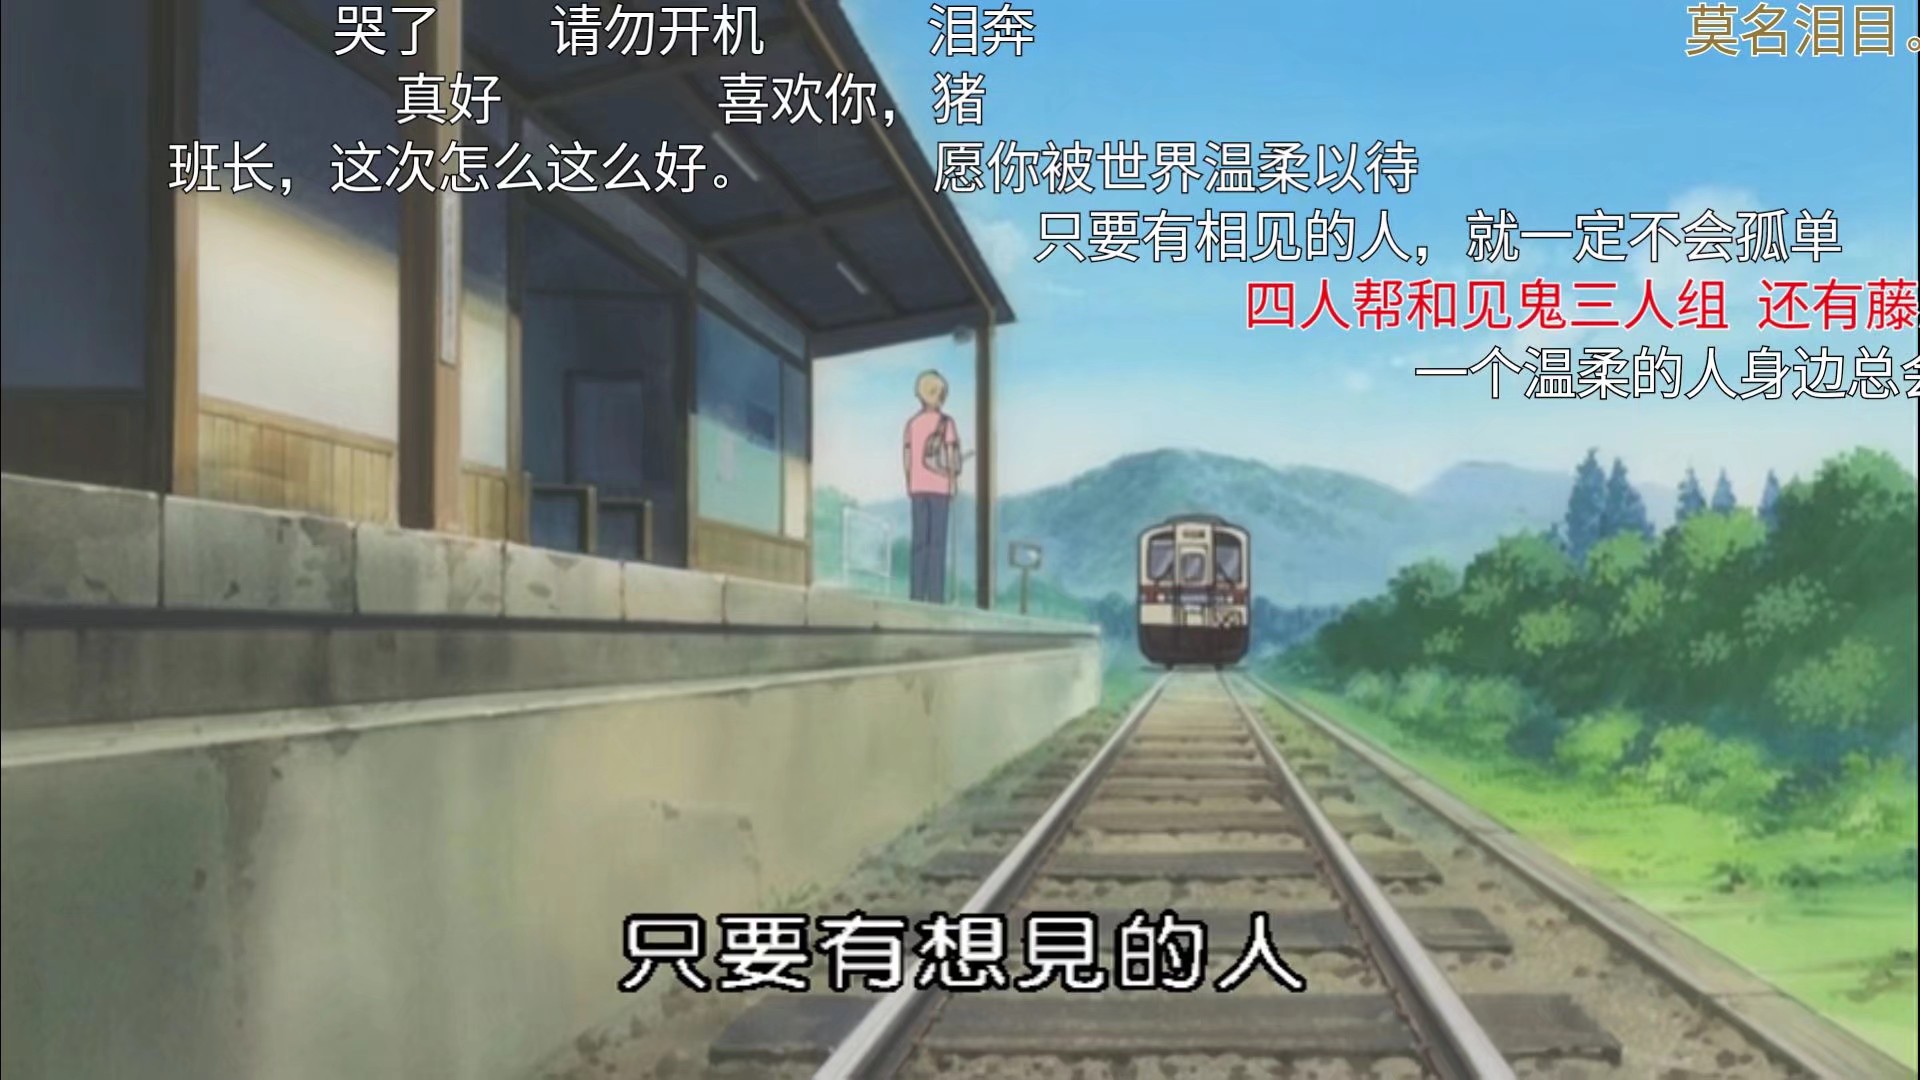 哭了 请勿开机 泪奔 莫名泪目。
真好 喜欢你，猪
班长，这次怎么这么好。 愿你被世界温柔以待
只要有相见的人，就一定不会孤单
四人帮和见鬼三人组 还有藤
一个温柔的人身边总会
只要有想見的人